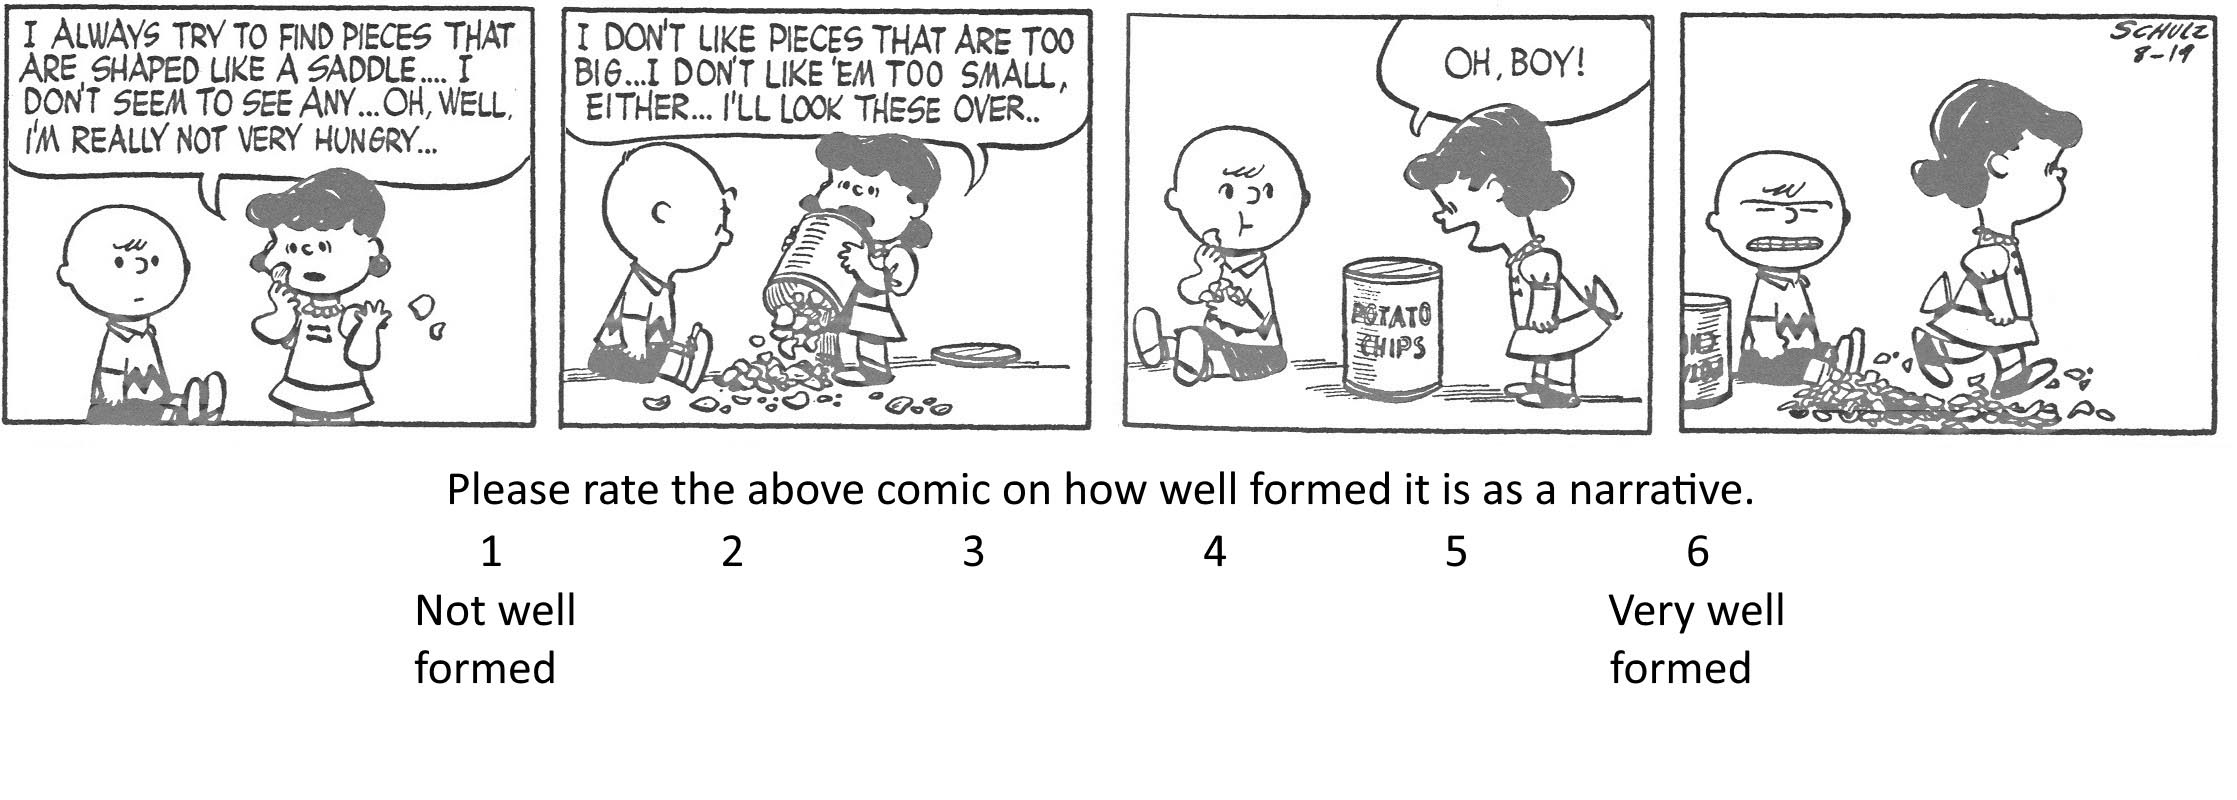 I ALWAYS TRY TO FIND PIECES THAT
ARE SHAPED LIKE A SADDLE.... I
DON'T SEEM TO SEE ANY...OH, WELL,
I'M REALLY NOT VERY HUNGRY...
I DON'T LIKE PIECES THAT ARE TOO
BIG...I DON'T LIKE 'EM TOO SMALL,
EITHER... I'LL LOOK THESE OVER..
OH, BOY!
POTATO
CHIPS
SCHULZ
8-19
Please rate the above comic on how well formed it is as a narrative.
1 2 3 4 5 6
Not well
formed
Very well
formed